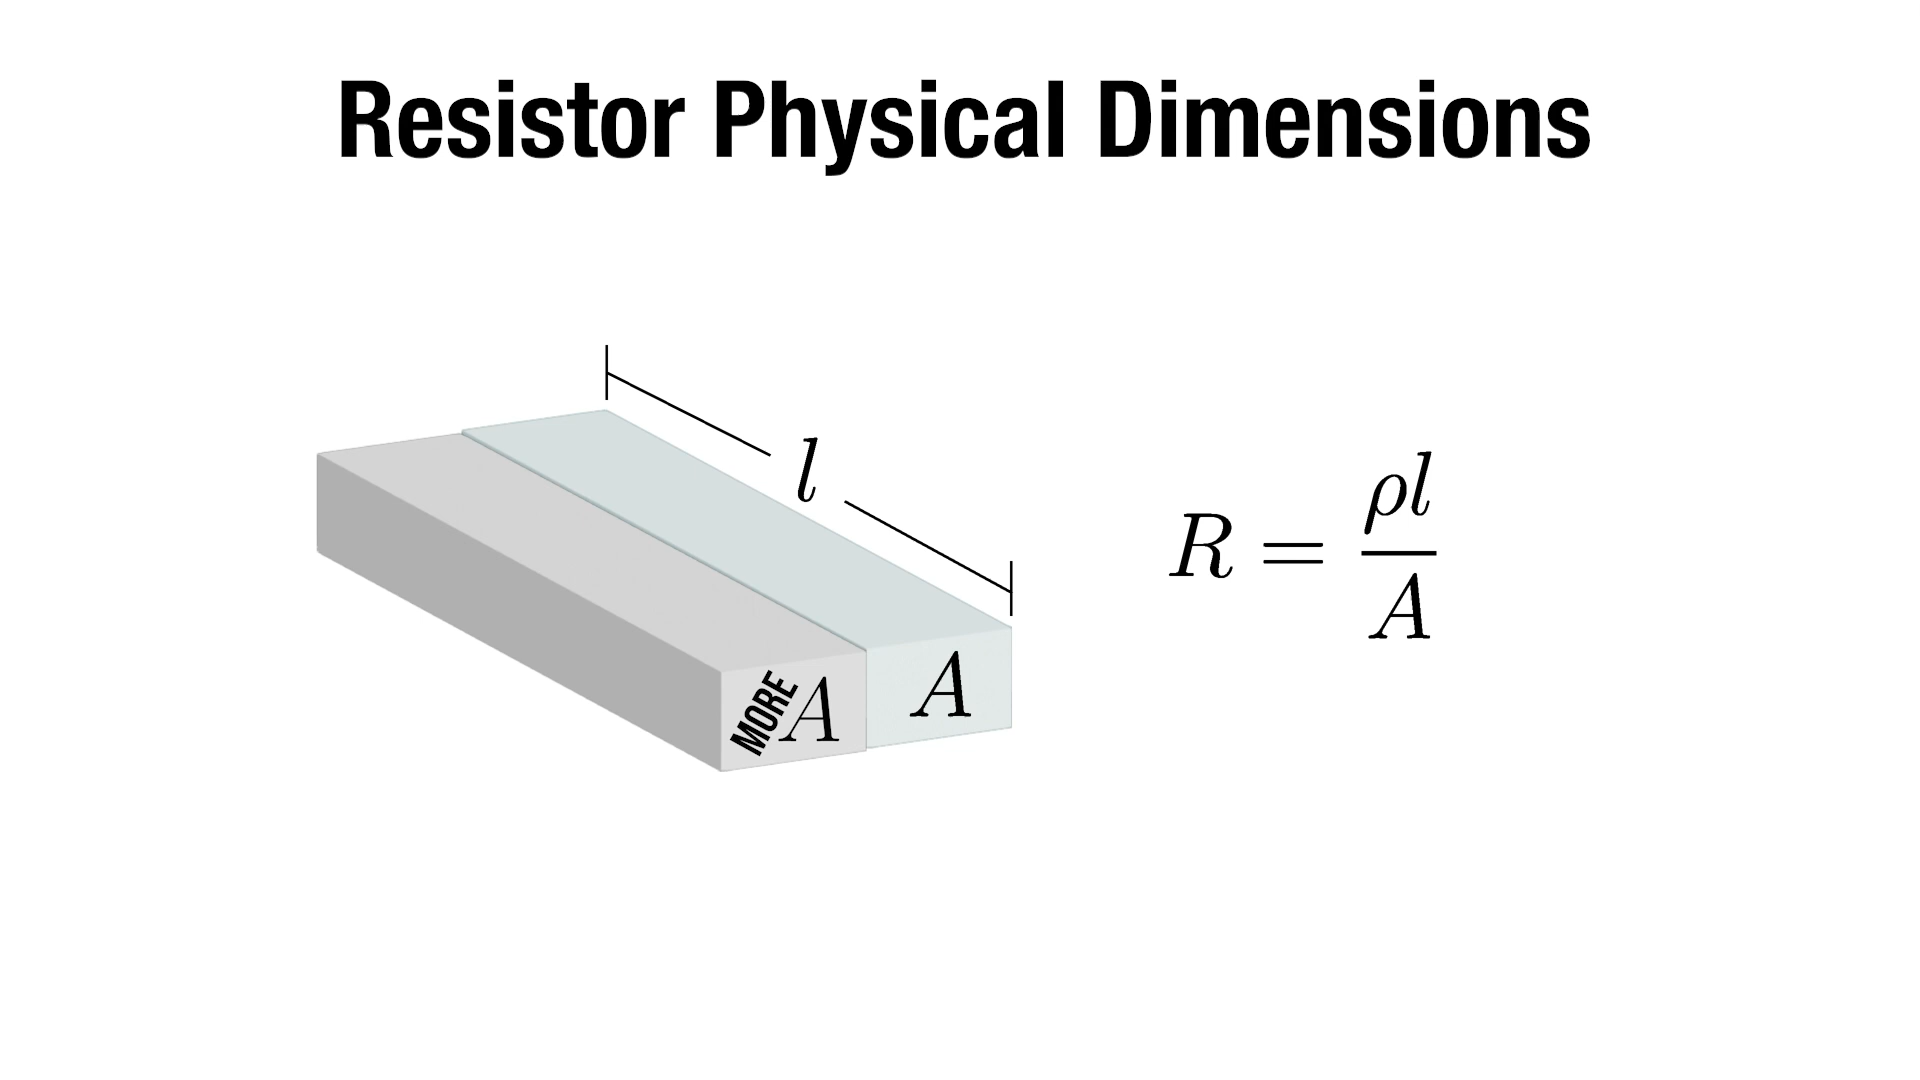 Resistor Physical Dimensions
l
R = ρl / A
MORE A
A